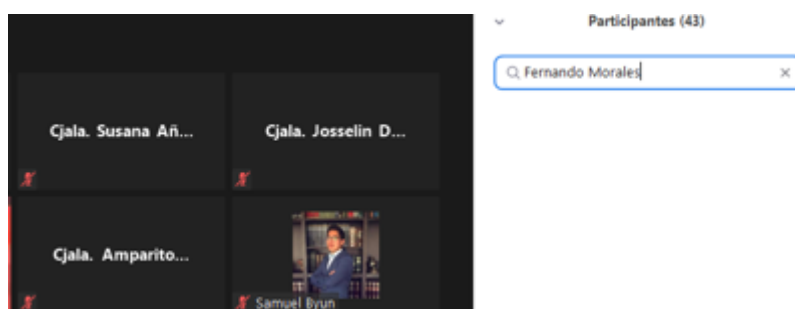 Participantes (43)
Fernando Morales
Cjala. Susana Añ...
Cjala. Josselin D...
Cjala. Amparito...
Samuel Byun